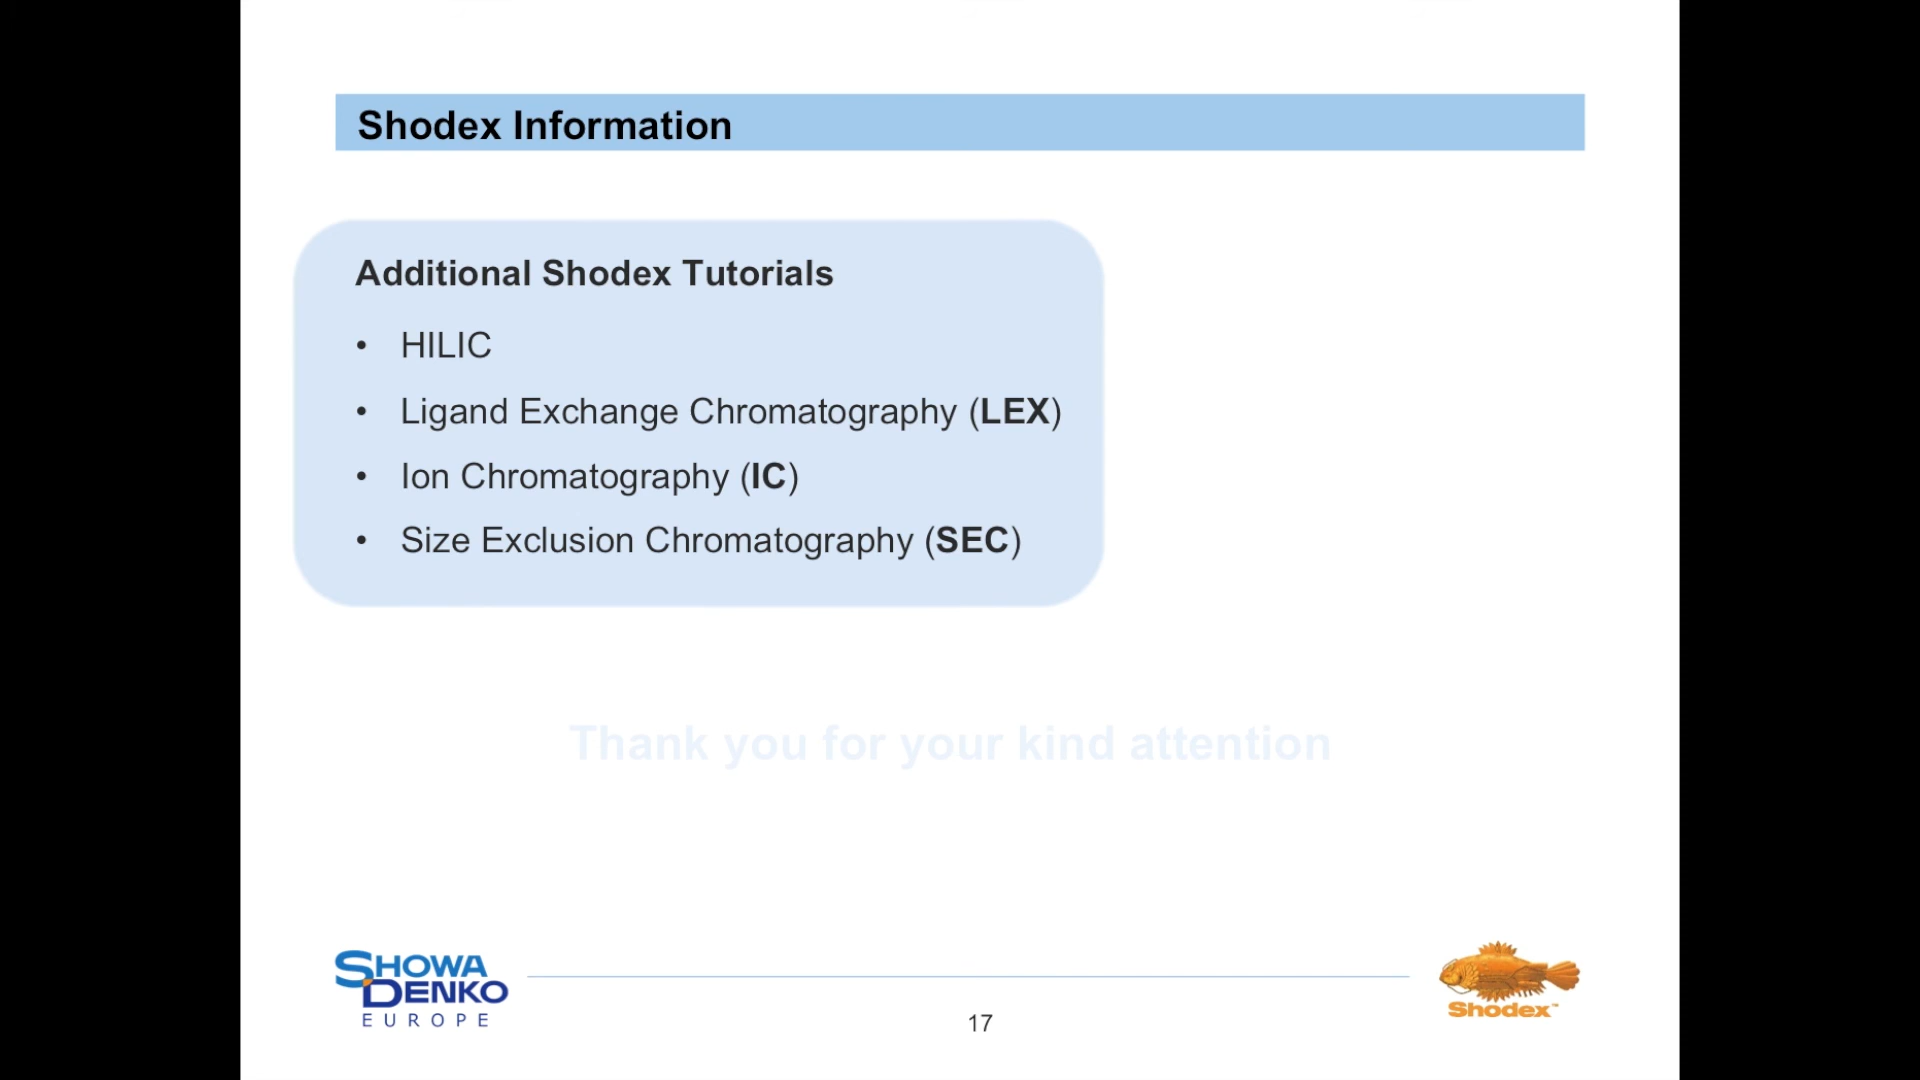 Shodex Information
Additional Shodex Tutorials
• HILIC
• Ligand Exchange Chromatography (LEX)
• Ion Chromatography (IC)
• Size Exclusion Chromatography (SEC)
Thank you for your kind attention
SHOWA
DENKO
EUROPE
17
Shodex™